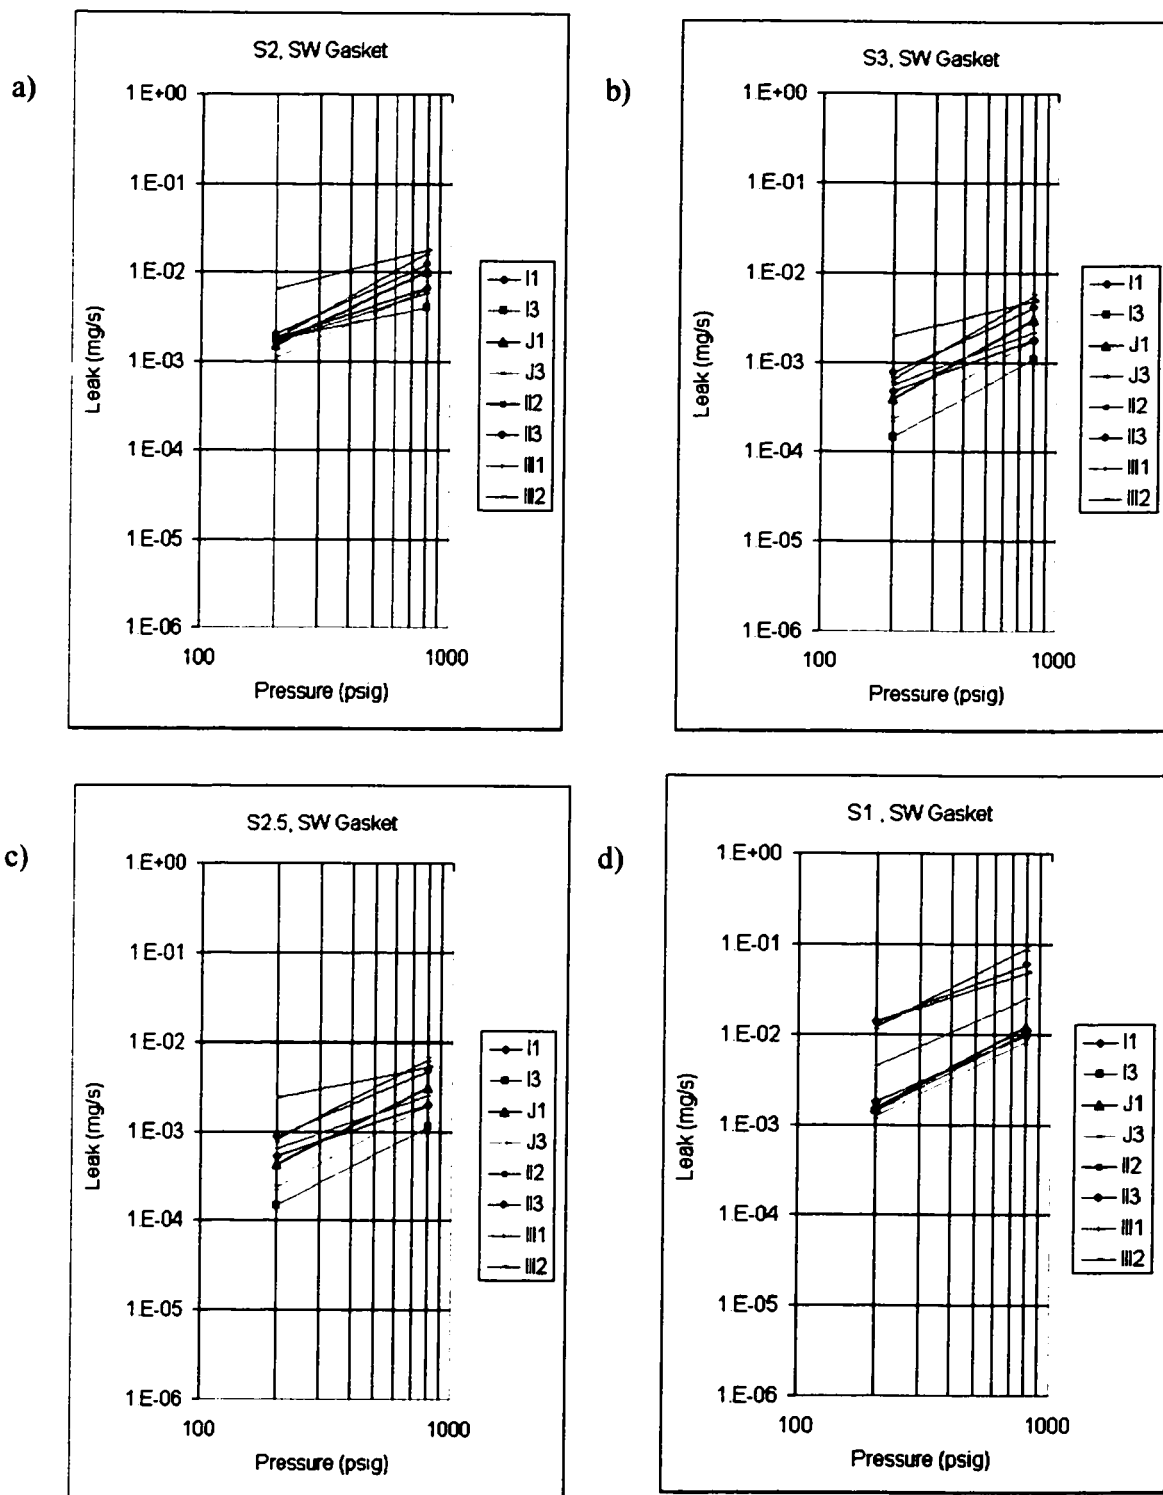 a)
S2, SW Gasket
1.E+00
1.E-01
1.E-02
1.E-03
1.E-04
1.E-05
1.E-06
Leak (mg/s)
100
1000
Pressure (psig)
I1
I3
J1
J3
II2
II3
III1
III2
b)
S3, SW Gasket
1.E+00
1.E-01
1.E-02
1.E-03
1.E-04
1.E-05
1.E-06
Leak (mg/s)
100
1000
Pressure (psig)
I1
I3
J1
J3
II2
II3
III1
III2
c)
S2.5, SW Gasket
1.E+00
1.E-01
1.E-02
1.E-03
1.E-04
1.E-05
1.E-06
Leak (mg/s)
100
1000
Pressure (psig)
I1
I3
J1
J3
II2
II3
III1
III2
d)
S1 , SW Gasket
1.E+00
1.E-01
1.E-02
1.E-03
1.E-04
1.E-05
1.E-06
Leak (mg/s)
100
1000
Pressure (psig)
I1
I3
J1
J3
II2
II3
III1
III2